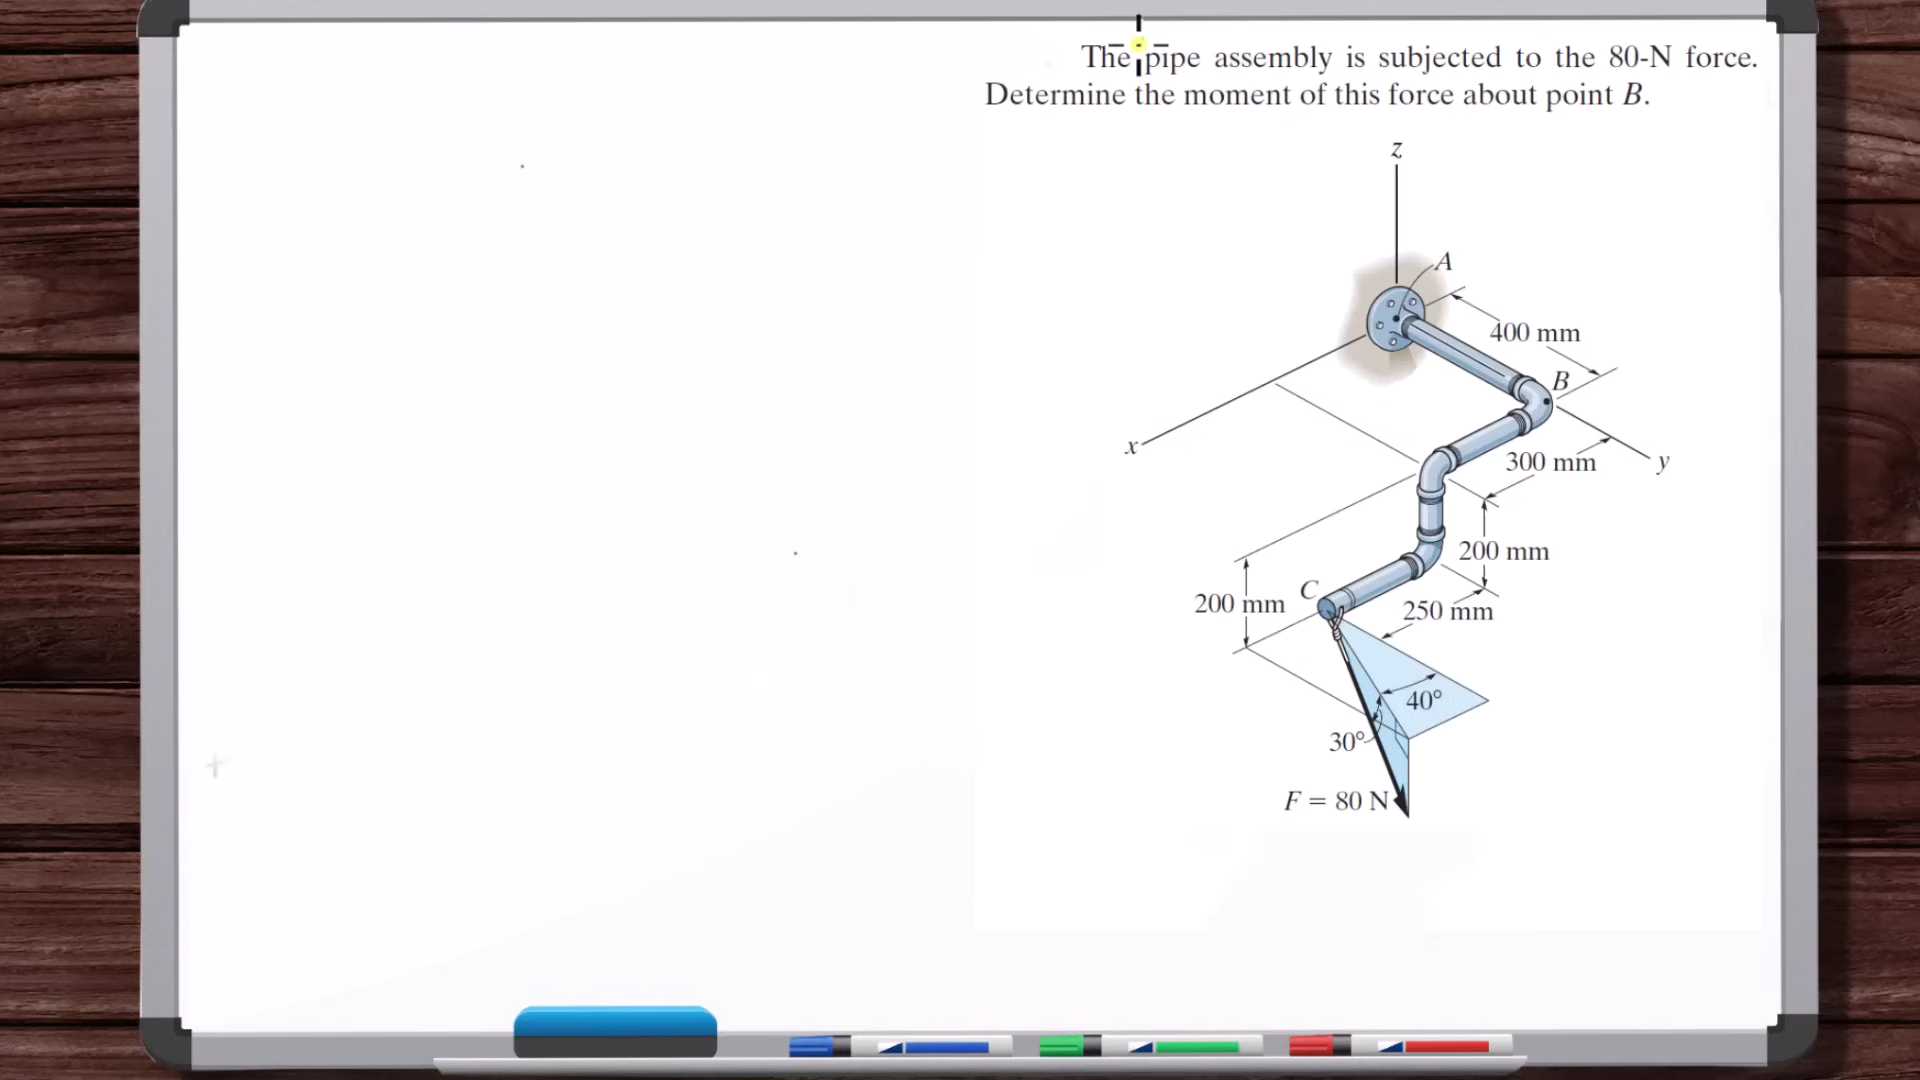 The pipe assembly is subjected to the 80-N force.
Determine the moment of this force about point B.
z
A
400 mm
B
x
300 mm
y
200 mm
C
200 mm
250 mm
40°
30°
F = 80 N